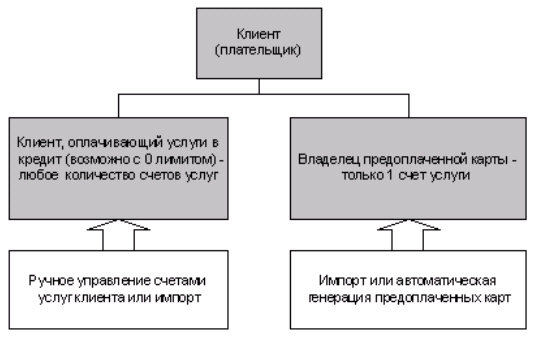 Клиент
(плательщик)
Клиент, оплачивающий услуги в
кредит (возможно с 0 лимитом) -
любое количество счетов услуг
Владелец предоплаченной карты -
только 1 счет услуги
Ручное управление счетами
услуг клиента или импорт
Импорт или автоматическая
генерация предоплаченных карт